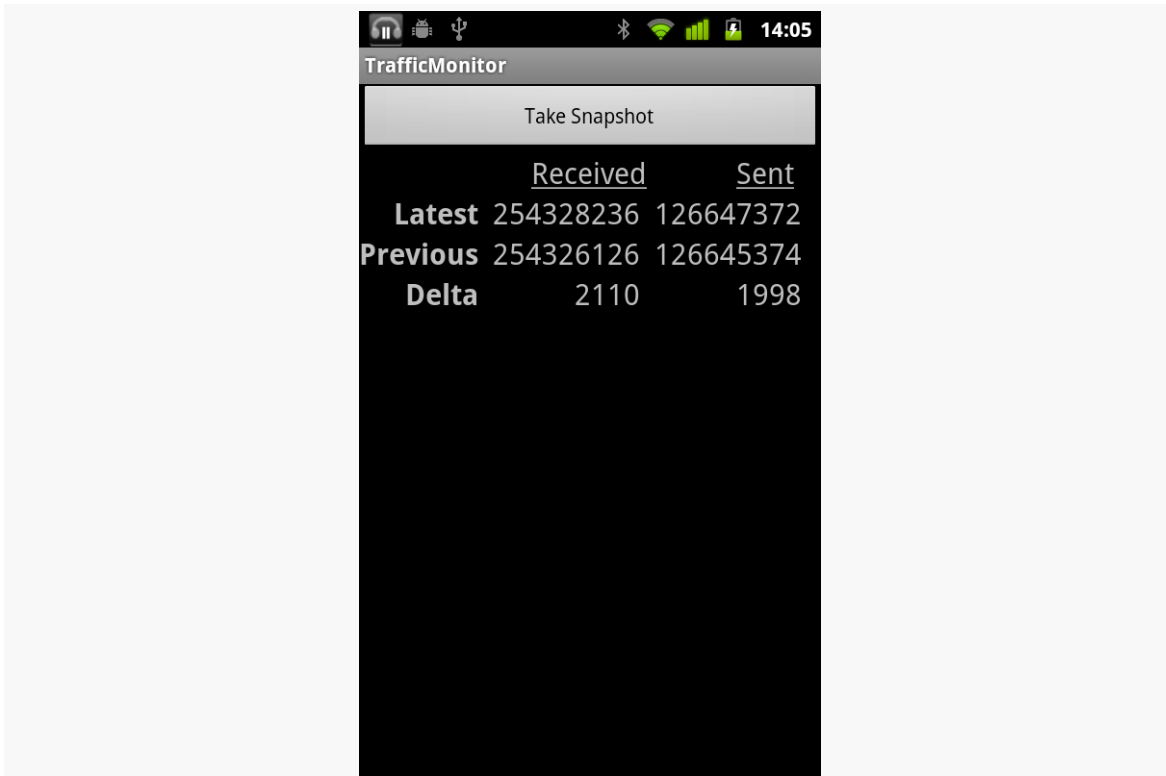 14:05
TrafficMonitor
Take Snapshot
Received Sent
Latest 254328236 126647372
Previous 254326126 126645374
Delta 2110 1998